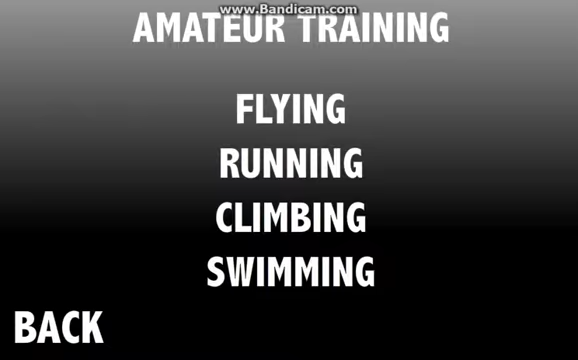 www.Bandicam.com
AMATEUR TRAINING
FLYING
RUNNING
CLIMBING
SWIMMING
BACK